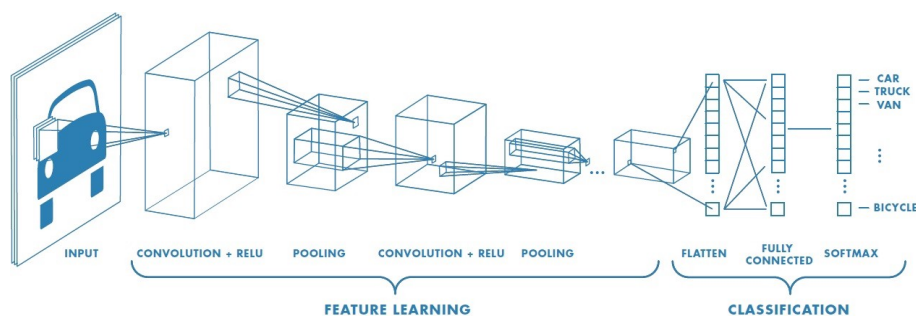 CAR
TRUCK
VAN
BICYCLE
INPUT
CONVOLUTION + RELU
POOLING
CONVOLUTION + RELU
POOLING
FLATTEN
FULLY
CONNECTED
SOFTMAX
FEATURE LEARNING
CLASSIFICATION